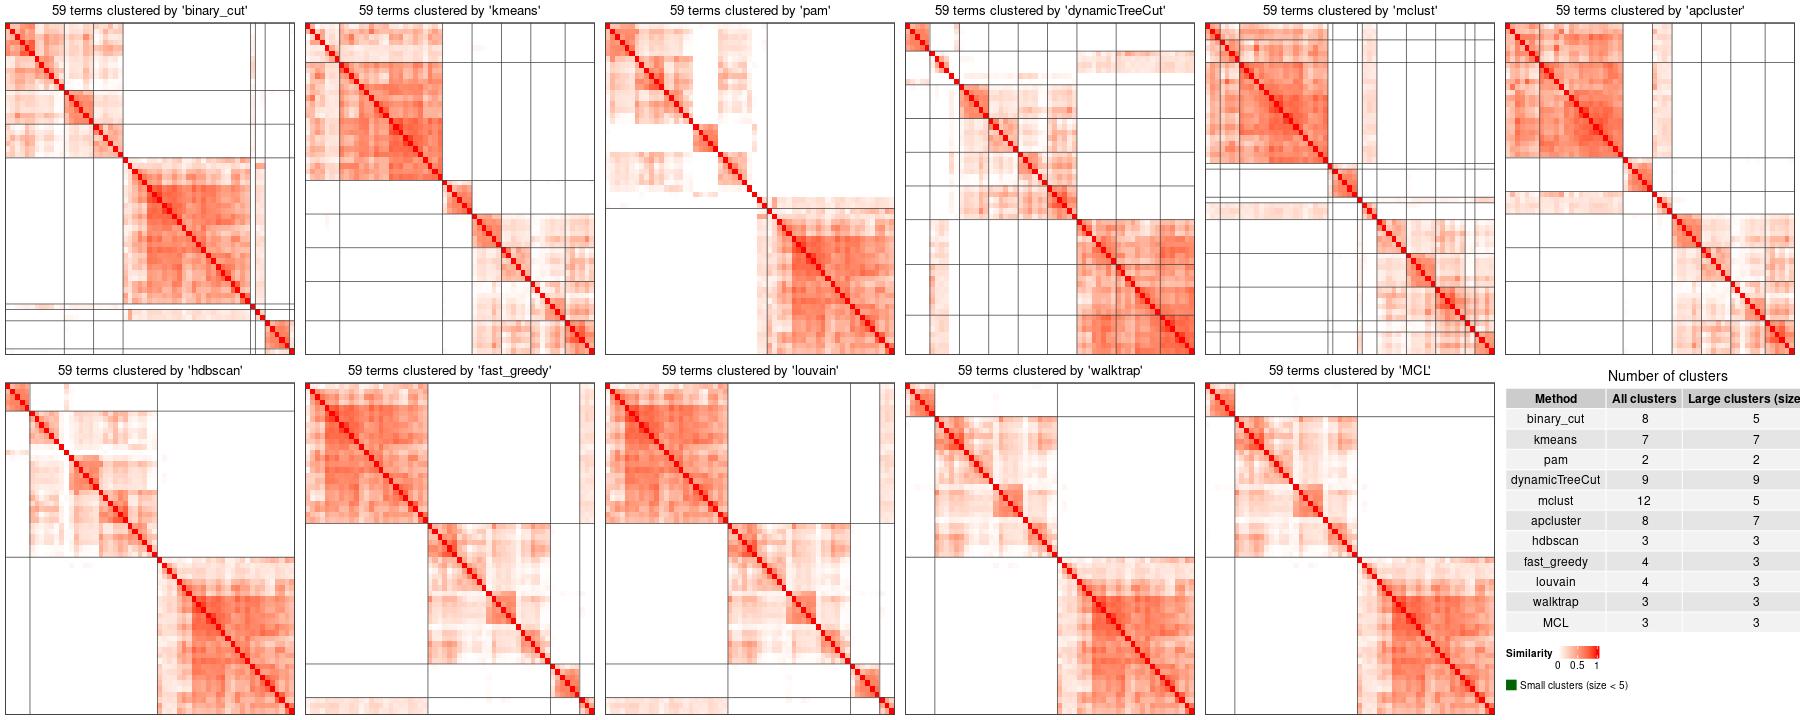 59 terms clustered by 'binary_cut'
59 terms clustered by 'kmeans'
59 terms clustered by 'pam'
59 terms clustered by 'dynamicTreeCut'
59 terms clustered by 'mclust'
59 terms clustered by 'apcluster'
59 terms clustered by 'hdbscan'
59 terms clustered by 'fast_greedy'
59 terms clustered by 'louvain'
59 terms clustered by 'walktrap'
59 terms clustered by 'MCL'
Number of clusters
Method All clusters Large clusters (size
binary_cut 8 5
kmeans 7 7
pam 2 2
dynamicTreeCut 9 9
mclust 12 5
apcluster 8 7
hdbscan 3 3
fast_greedy 4 3
louvain 4 3
walktrap 3 3
MCL 3 3
Similarity
0 0.5 1
Small clusters (size < 5)